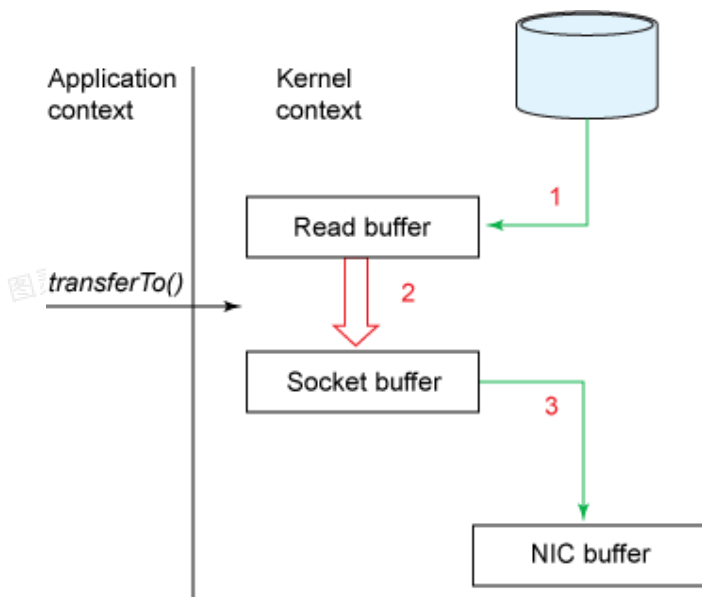 Application
context
Kernel
context
1
Read buffer
transferTo()
2
Socket buffer
3
NIC buffer